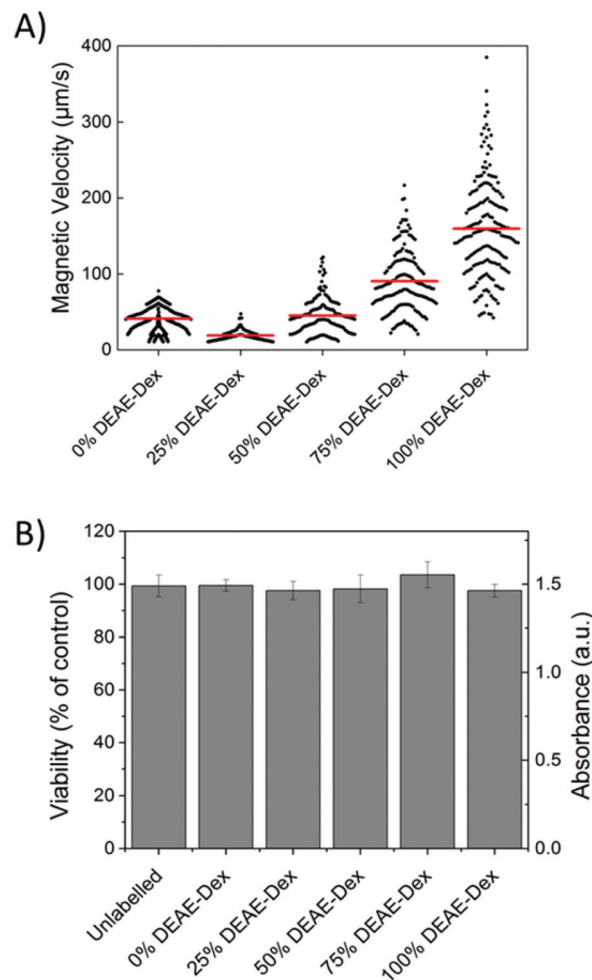 A)
Magnetic Velocity (µm/s)
400
300
200
100
0
0% DEAE-Dex
25% DEAE-Dex
50% DEAE-Dex
75% DEAE-Dex
100% DEAE-Dex
B)
Viability (% of control)
120
100
80
60
40
20
0
Absorbance (a.u.)
1.5
1.0
0.5
0.0
Unlabelled
0% DEAE-Dex
25% DEAE-Dex
50% DEAE-Dex
75% DEAE-Dex
100% DEAE-Dex